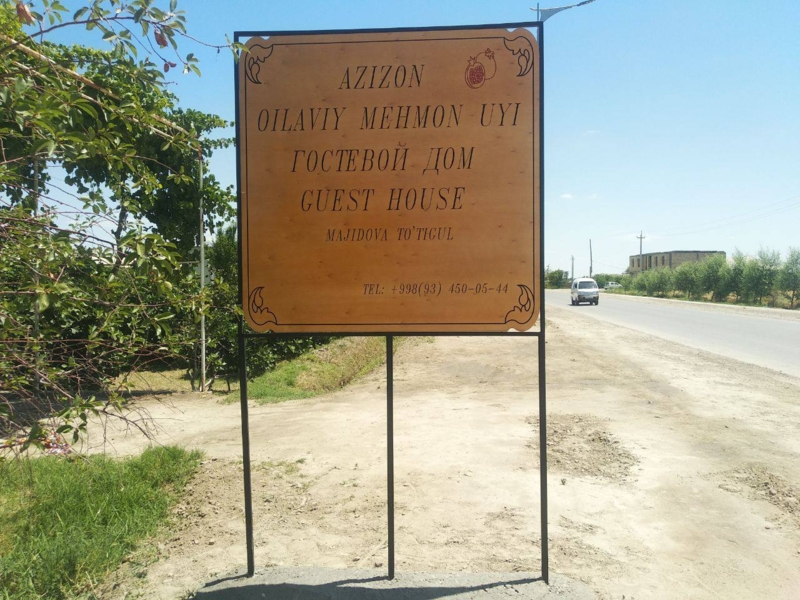 AZIZON
OILAVIY MEHMON UYI
ГОСТЕВОЙ ДОМ
GUEST HOUSE
MAJIDOVA TO'TIGUL
TEL: +998(93) 450-05-44